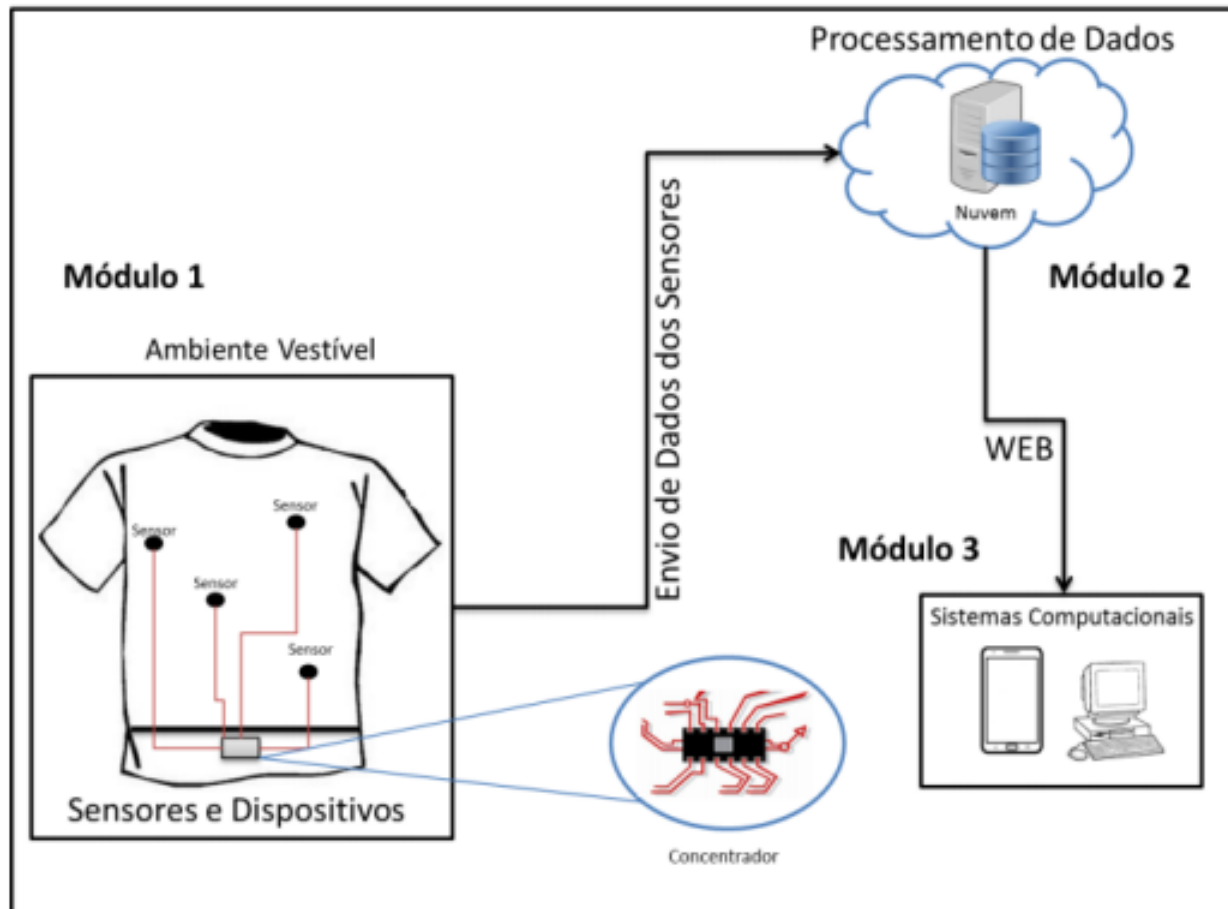 Processamento de Dados
Nuvem
Módulo 2
Envio de Dados dos Sensores
Módulo 1
Ambiente Vestível
Sensor
Sensor
Sensor
Sensor
Sensores e Dispositivos
Concentrador
WEB
Módulo 3
Sistemas Computacionais